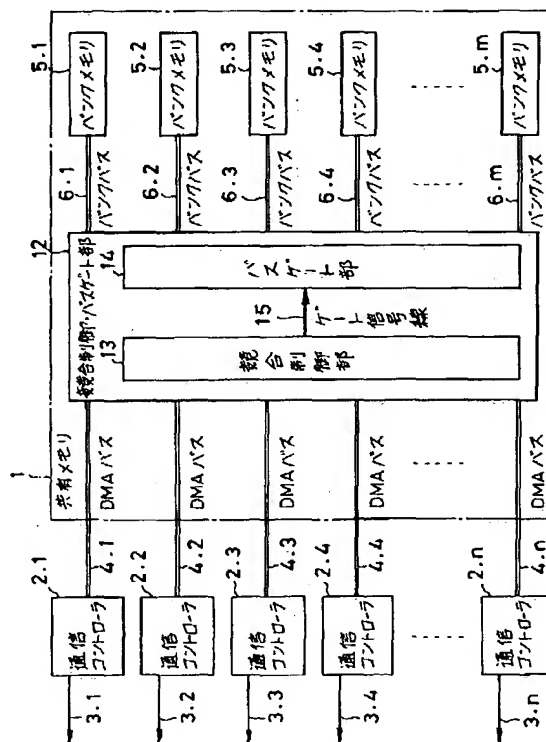 1
共有メモリ
12
競合制御・バスゲート部
13
競合制御部
15
ゲート信号線
14
バスゲート部
2.1
通信
コントローラ
3.1
4.1
DMAバス
6.1
バンクバス
5.1
バンクメモリ
2.2
通信
コントローラ
3.2
4.2
DMAバス
6.2
バンクバス
5.2
バンクメモリ
2.3
通信
コントローラ
3.3
4.3
DMAバス
6.3
バンクバス
5.3
バンクメモリ
2.4
通信
コントローラ
3.4
4.4
DMAバス
6.4
バンクバス
5.4
バンクメモリ
2.n
通信
コントローラ
3.n
4.n
DMAバス
6.m
バンクバス
5.m
バンクメモリ